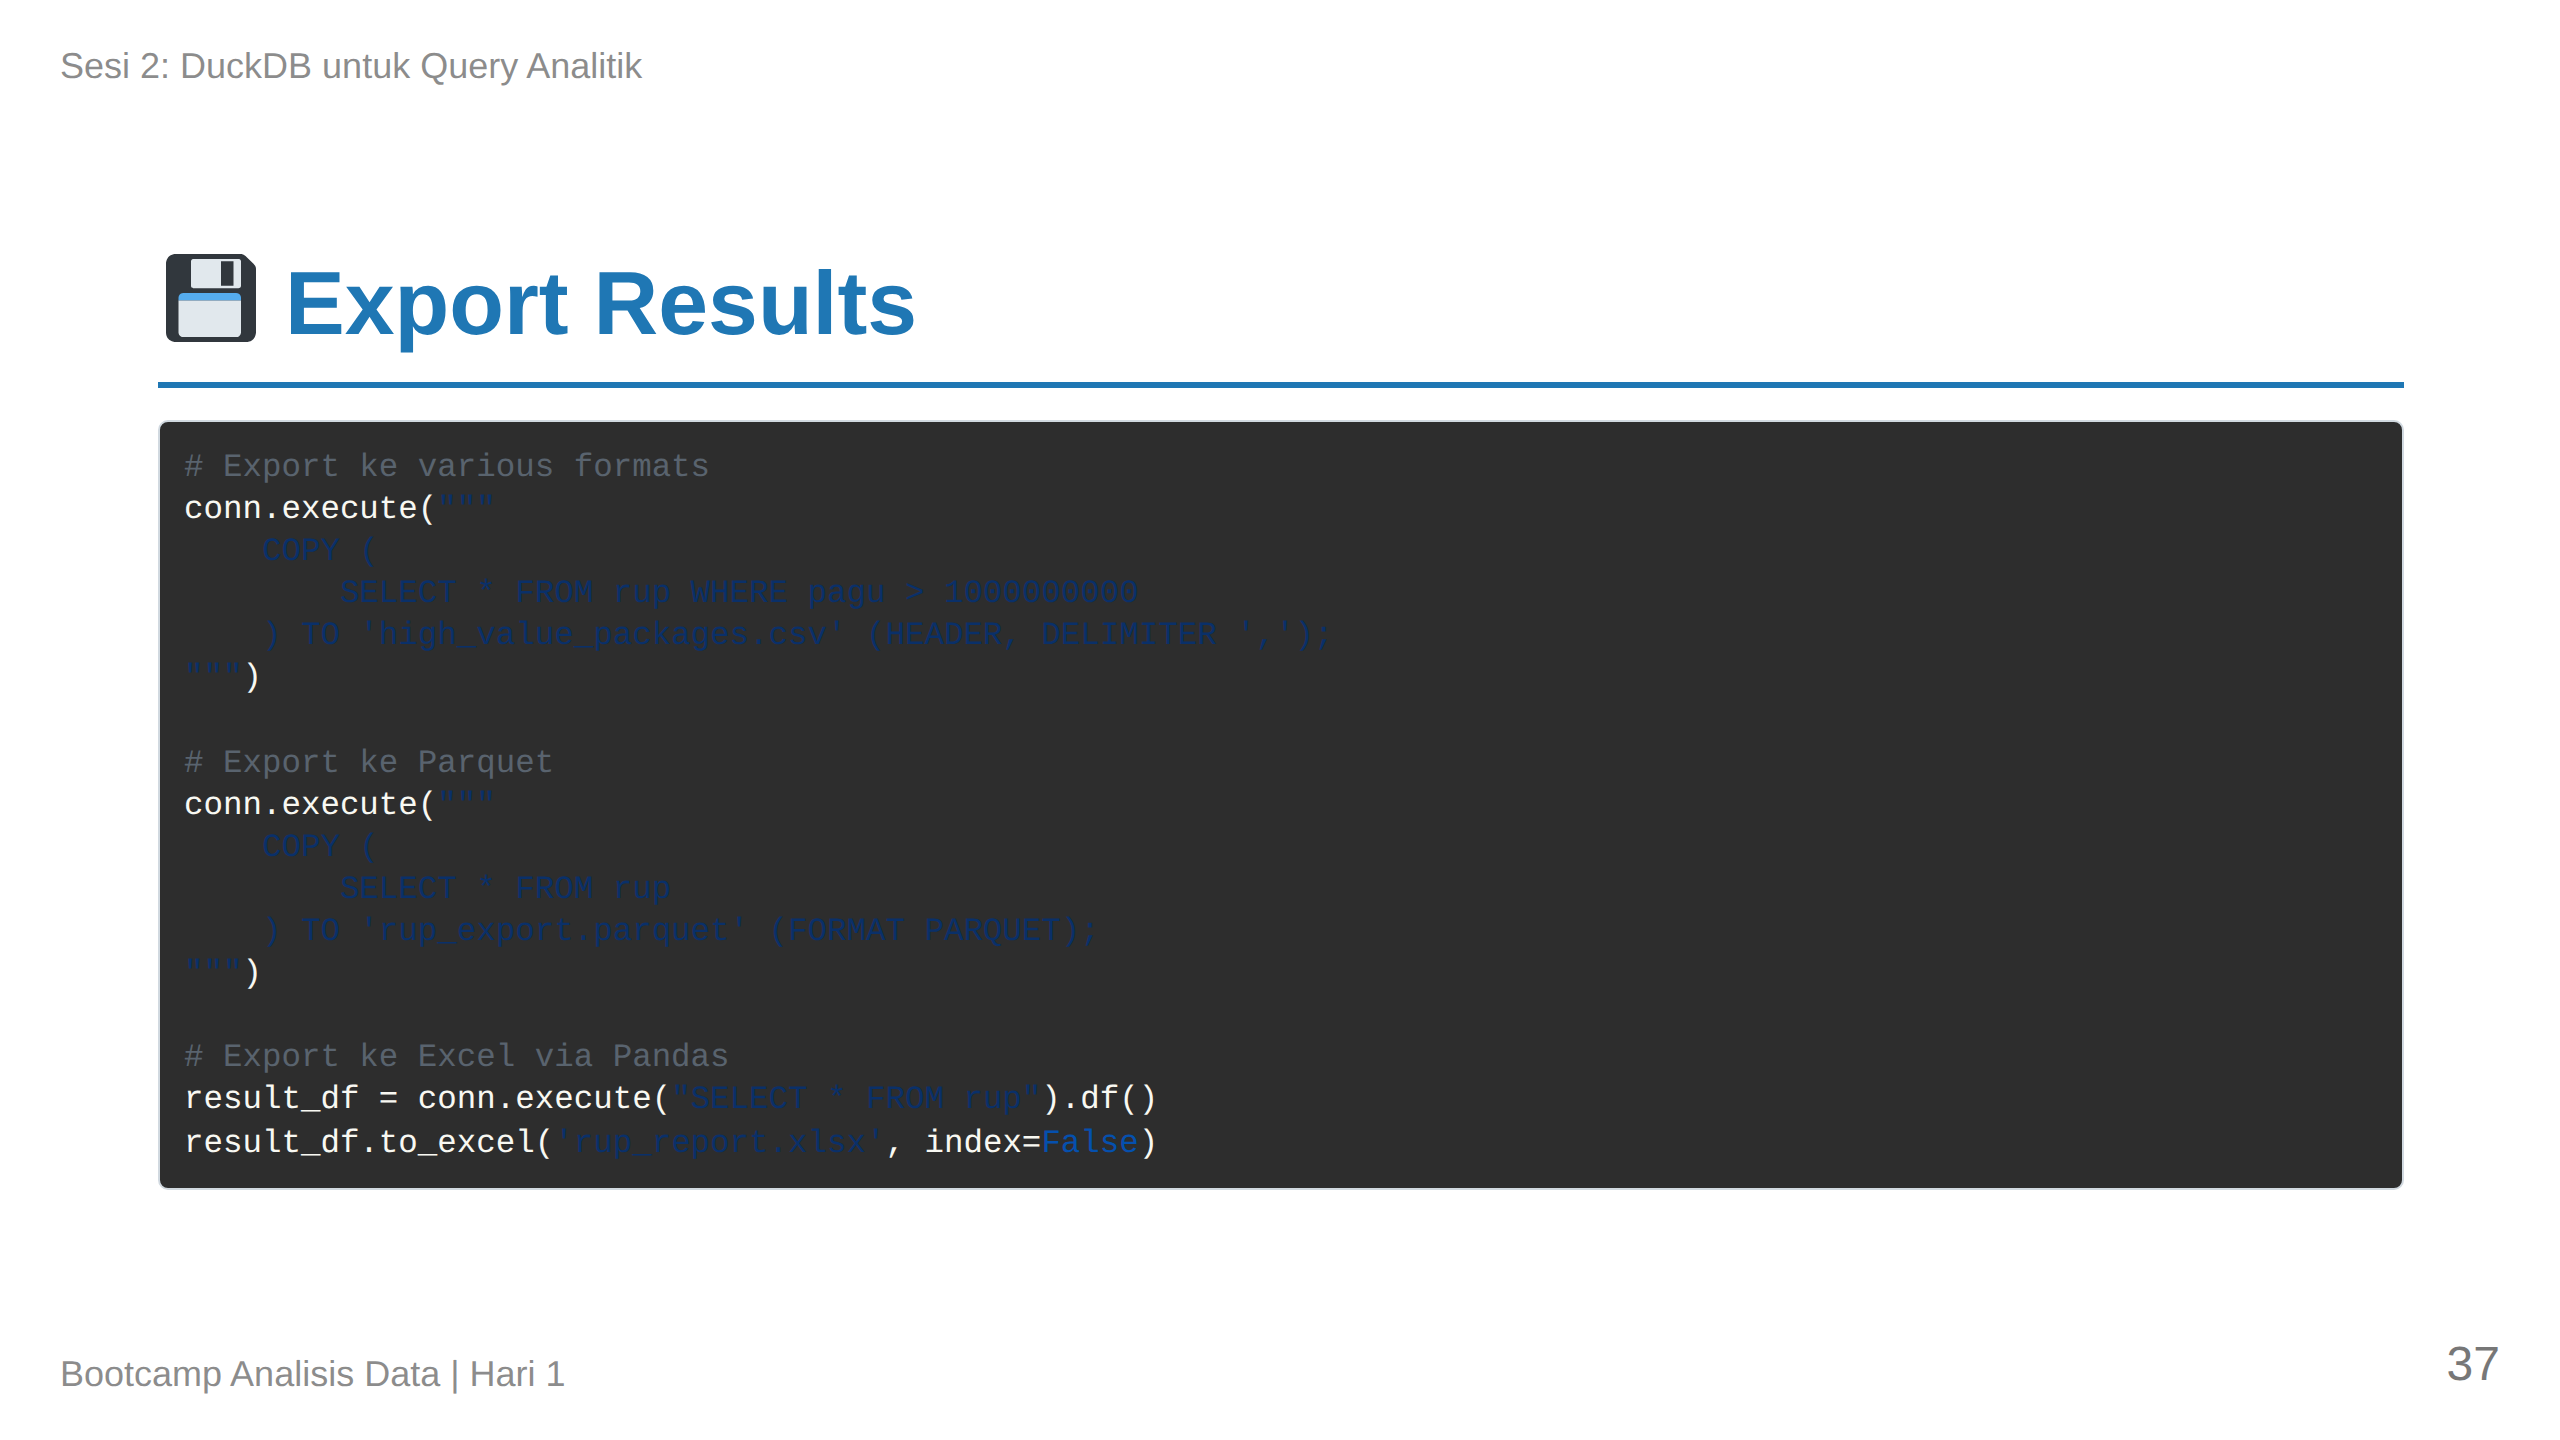 Sesi 2: DuckDB untuk Query Analitik
Export Results
# Export ke various formats
conn.execute("""
    COPY (
        SELECT * FROM rup WHERE pagu > 1000000000
    ) TO 'high_value_packages.csv' (HEADER, DELIMITER ',');
""")
# Export ke Parquet
conn.execute("""
    COPY (
        SELECT * FROM rup
    ) TO 'rup_export.parquet' (FORMAT PARQUET);
""")
# Export ke Excel via Pandas
result_df = conn.execute("SELECT * FROM rup").df()
result_df.to_excel('rup_report.xlsx', index=False)
Bootcamp Analisis Data | Hari 1
37